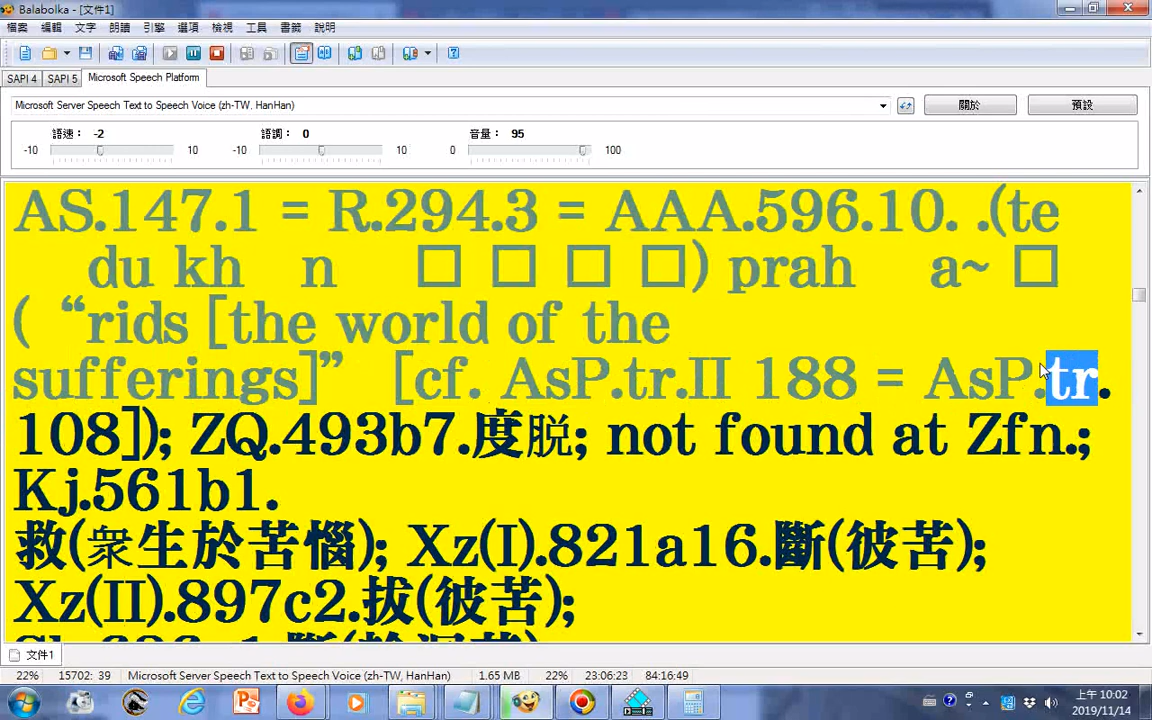 Balabolka - [文件1]
檔案 編輯 文字 朗讀 引擎 選項 檢視 工具 書籤 說明
SAPI 4 SAPI 5 Microsoft Speech Platform
Microsoft Server Speech Text to Speech Voice (zh-TW, HanHan) 關於 預設
語速： -2 語調： 0 音量： 95
-10 10 -10 10 0 100
AS.147.1 = R.294.3 = AAA.596.10. .(te
du kh n □ □ □ □) prah a~ □
( “rids [the world of the
sufferings]” [cf. AsP.tr.II 188 = AsP.tr.
108]); ZQ.493b7.度脱; not found at Zfn.;
Kj.561b1.
救(衆生於苦惱); Xz(I).821a16.斷(彼苦);
Xz(II).897c2.拔(彼苦);
文件1
22% 15702: 39 Microsoft Server Speech Text to Speech Voice (zh-TW, HanHan) 1.65 MB 22% 23:06:23 84:16:49
上午 10:02
2019/11/14